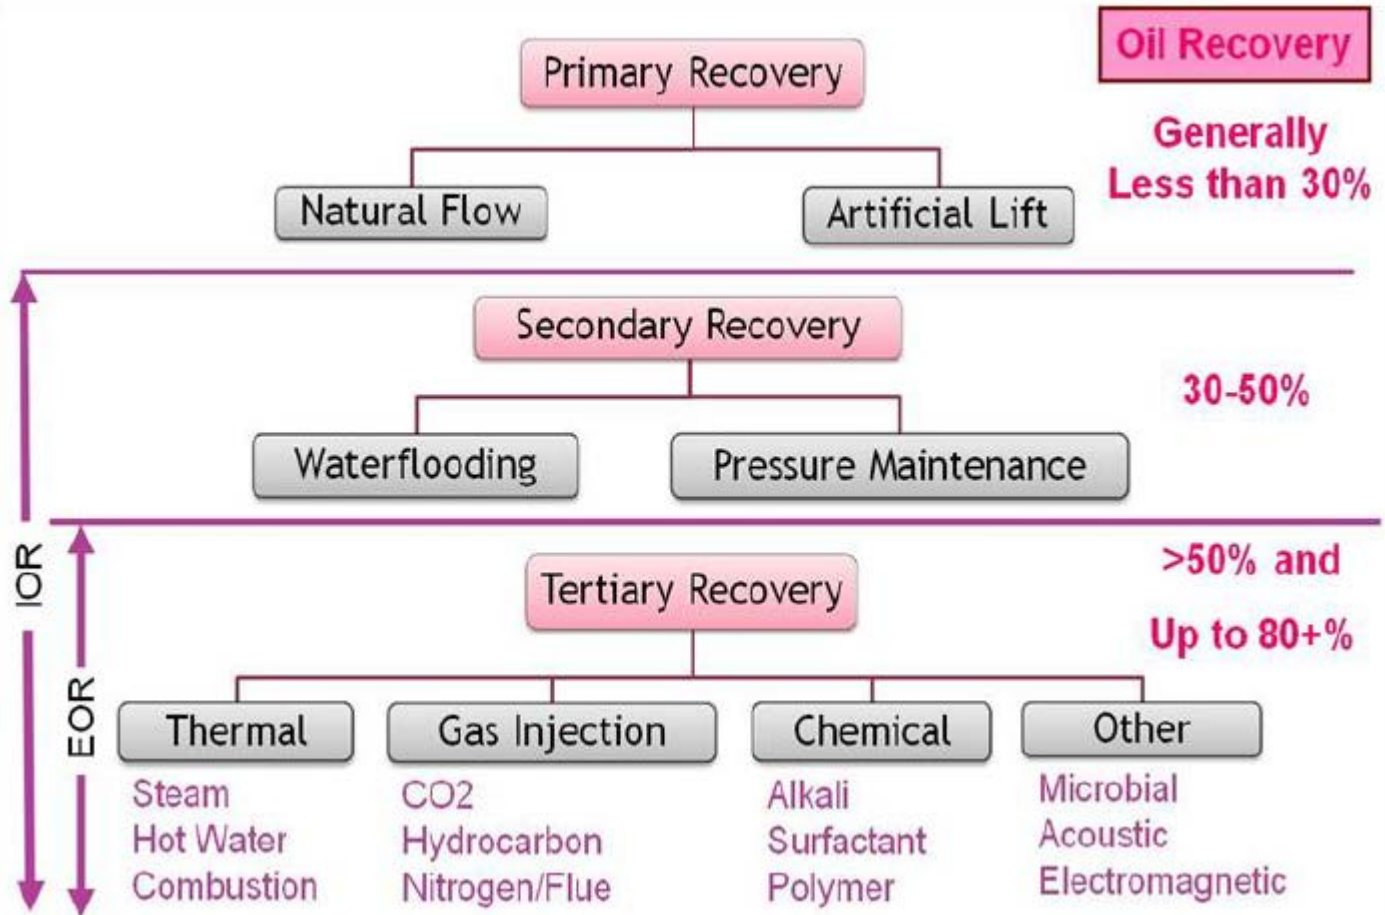 Oil Recovery
Primary Recovery
Generally
Less than 30%
Natural Flow
Artificial Lift
Secondary Recovery
30-50%
Waterflooding
Pressure Maintenance
IOR
EOR
>50% and
Up to 80+%
Tertiary Recovery
Thermal
Steam
Hot Water
Combustion
Gas Injection
CO2
Hydrocarbon
Nitrogen/Flue
Chemical
Alkali
Surfactant
Polymer
Other
Microbial
Acoustic
Electromagnetic